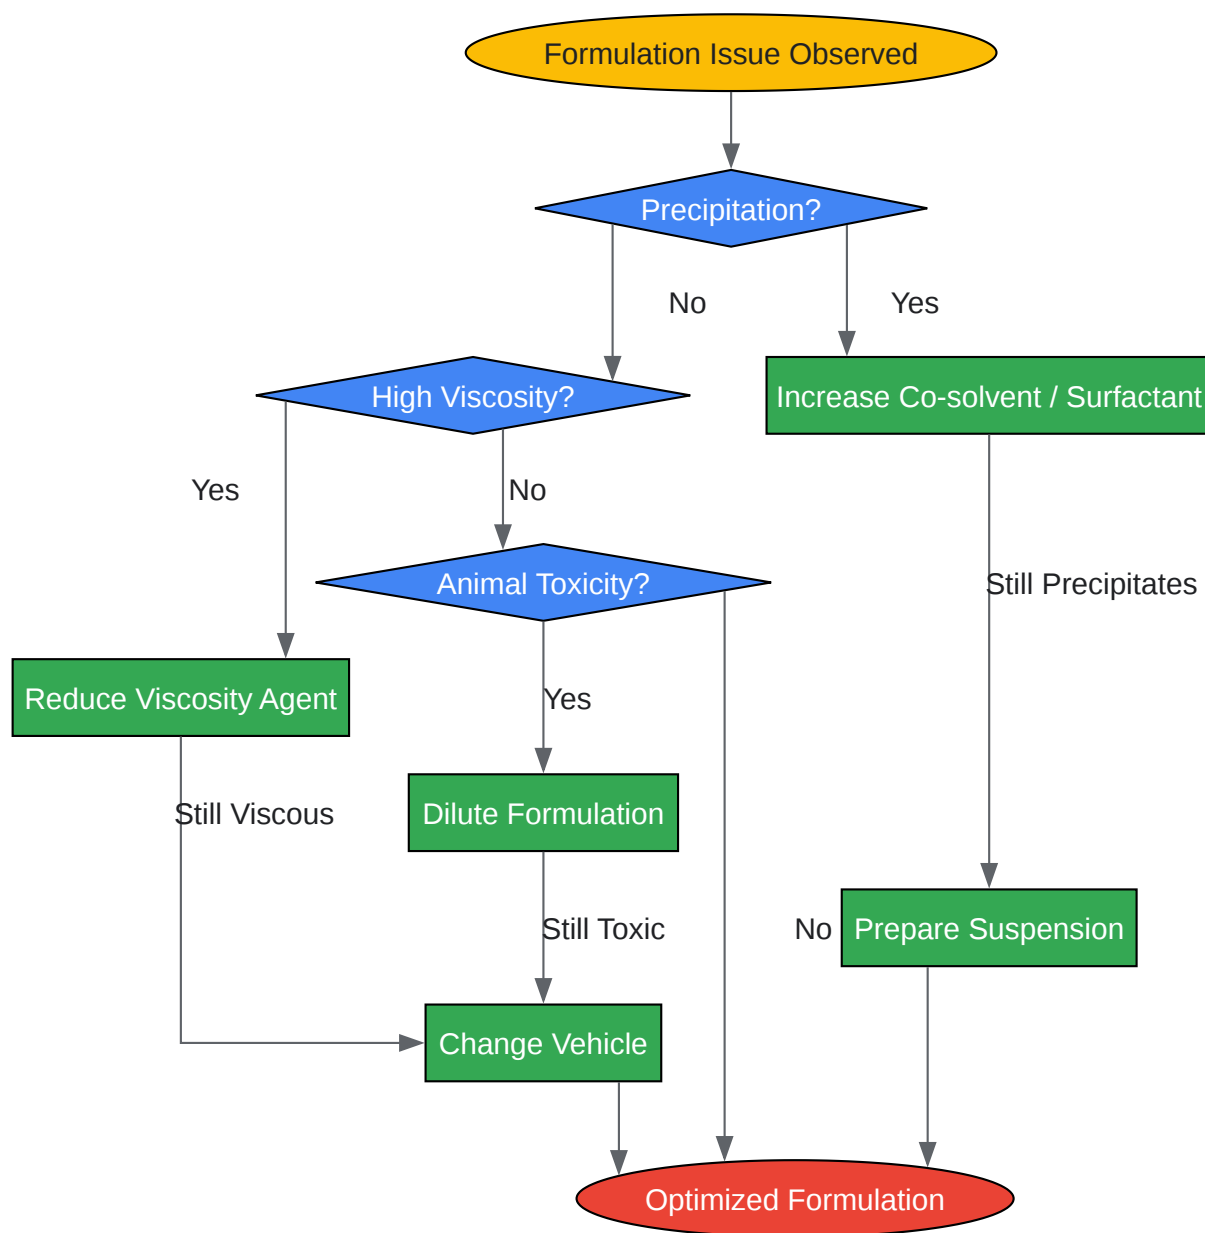 Formulation Issue Observed
Precipitation?
No
Yes
High Viscosity?
Increase Co-solvent / Surfactant
Yes
No
Animal Toxicity?
Still Precipitates
Reduce Viscosity Agent
Yes
Still Viscous
Dilute Formulation
Still Toxic
No
Prepare Suspension
Change Vehicle
Optimized Formulation